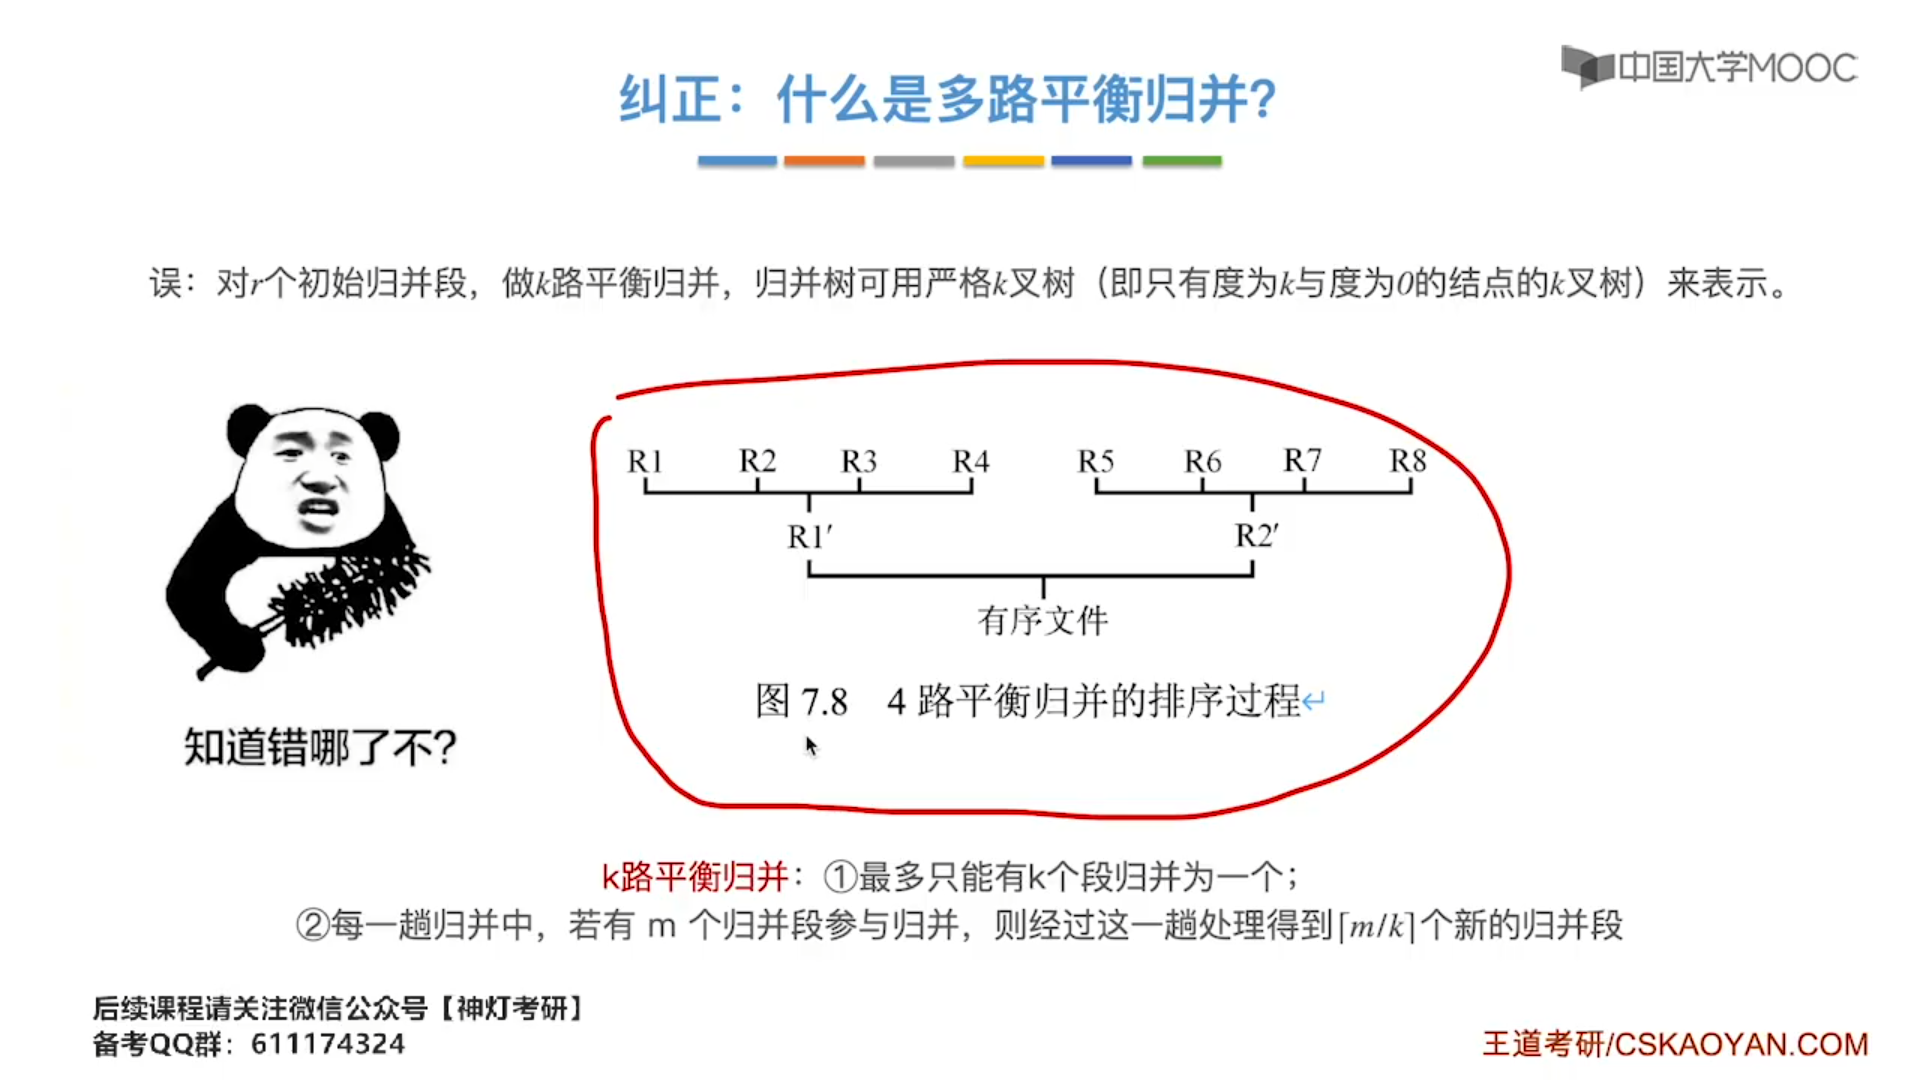 中国大学MOOC
纠正：什么是多路平衡归并？
误：对r个初始归并段，做k路平衡归并，归并树可用严格k叉树（即只有度为k与度为0的结点的k叉树）来表示。
R1 R2 R3 R4 R5 R6 R7 R8
R1′ R2′
有序文件
图 7.8 4 路平衡归并的排序过程↵
知道错哪了不?
k路平衡归并：①最多只能有k个段归并为一个；
②每一趟归并中，若有 m 个归并段参与归并，则经过这一趟处理得到⌈m/k⌉个新的归并段
后续课程请关注微信公众号【神灯考研】
备考QQ群：611174324
王道考研/CSKAOYAN.COM